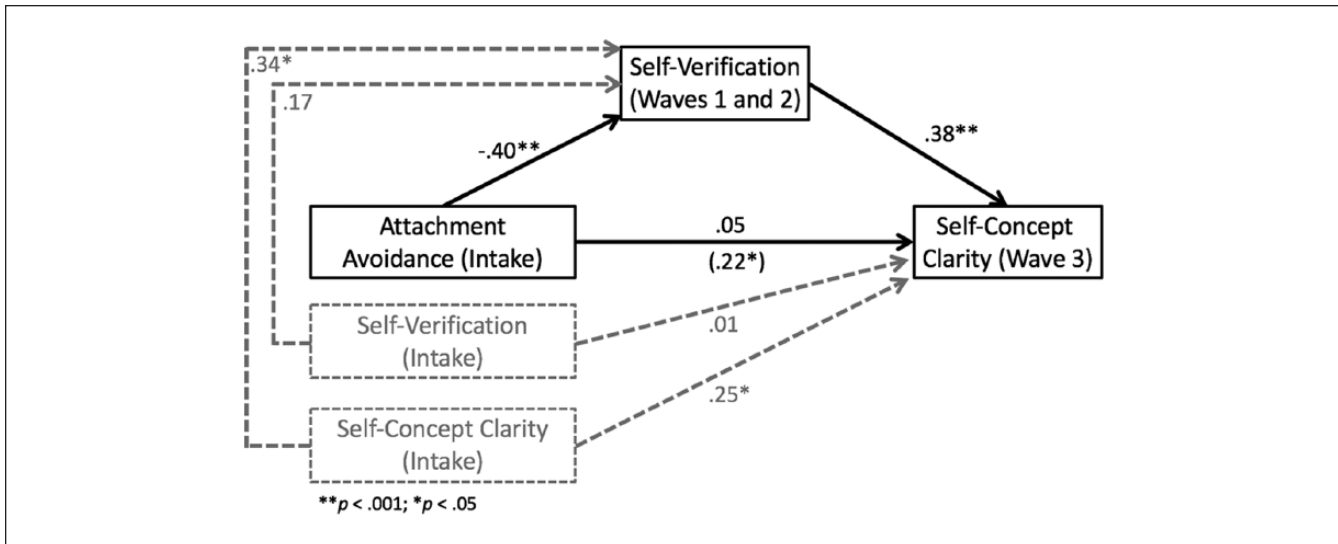 .34*
Self-Verification
(Waves 1 and 2)
.17
-.40**
.38**
Attachment
Avoidance (Intake)
.05
(.22*)
Self-Concept
Clarity (Wave 3)
Self-Verification
(Intake)
.01
.25*
Self-Concept Clarity
(Intake)
**p < .001; *p < .05